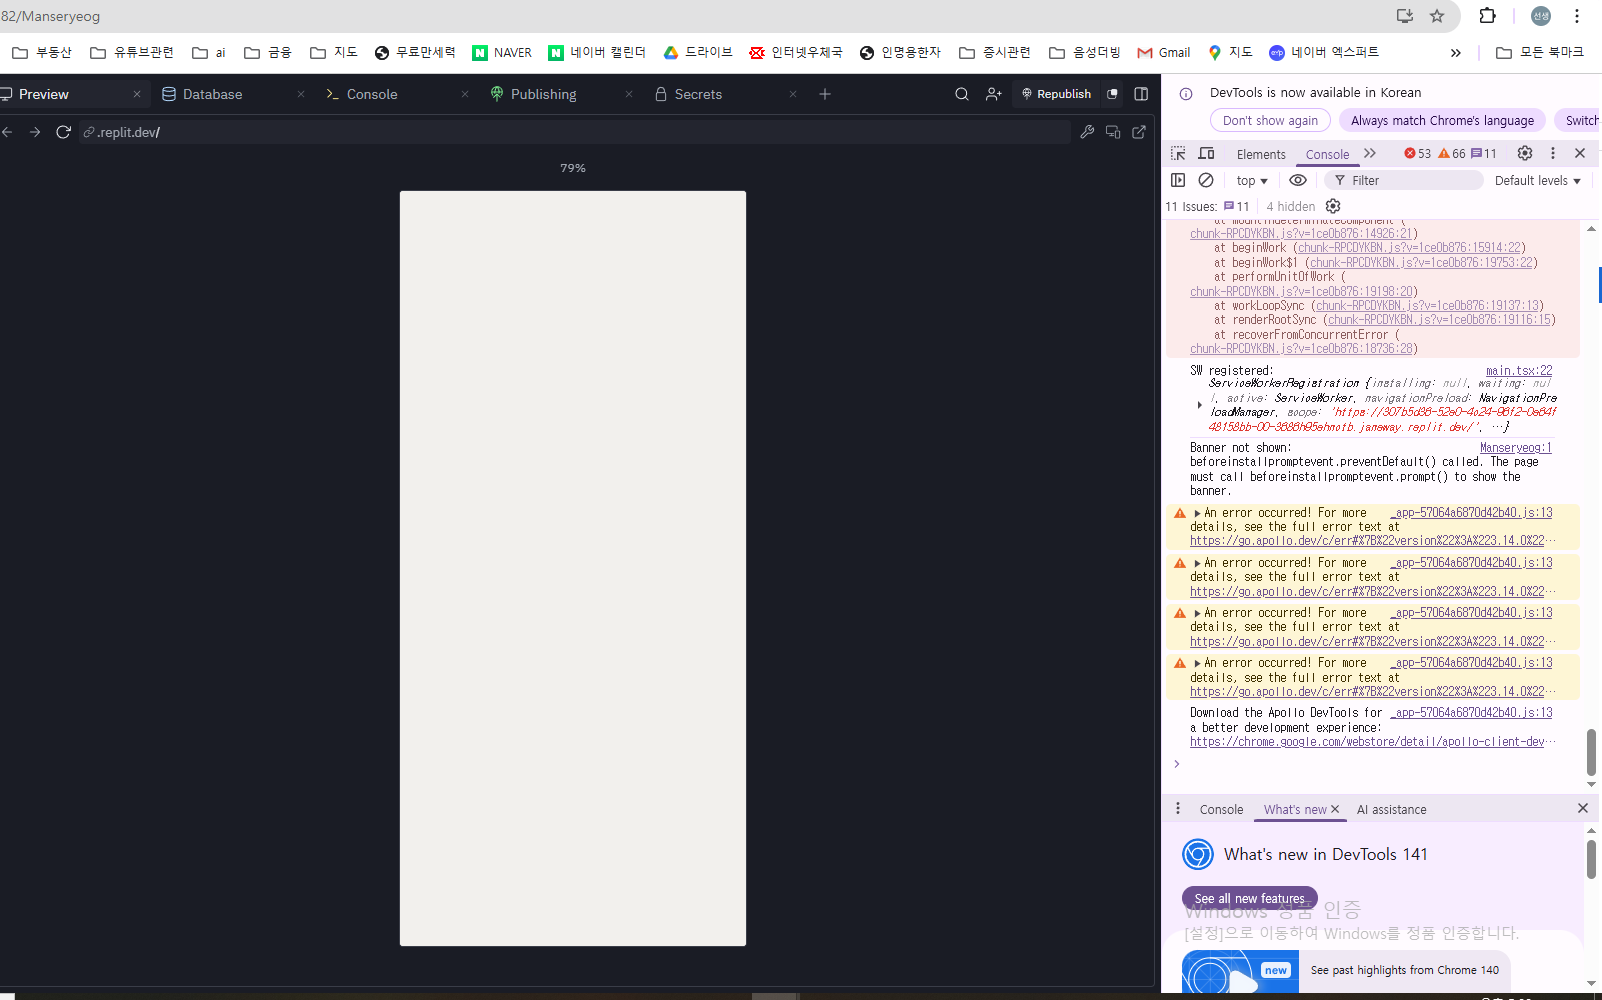 82/Manseryeog
부동산 유튜브관련 ai 금융 지도 무료만세력 NAVER 네이버 캘린더 드라이브 인터넷우체국 인명용한자 증시관련 음성더빙 Gmail 지도 네이버 엑스퍼트 » 모든 북마크
Preview Database Console Publishing Secrets Republish
.replit.dev/
79%
DevTools is now available in Korean
Don't show again Always match Chrome's language Switch
Elements Console 53 66 11
top Filter Default levels
11 Issues: 11 4 hidden
at mountIndeterminateComponent (
chunk-RPCDYKBN.js?v=1ce0b876:14926:21)
at beginWork (chunk-RPCDYKBN.js?v=1ce0b876:15914:22)
at beginWork$1 (chunk-RPCDYKBN.js?v=1ce0b876:19753:22)
at performUnitOfWork (
chunk-RPCDYKBN.js?v=1ce0b876:19198:20)
at workLoopSync (chunk-RPCDYKBN.js?v=1ce0b876:19137:13)
at renderRootSync (chunk-RPCDYKBN.js?v=1ce0b876:19116:15)
at recoverFromConcurrentError (
chunk-RPCDYKBN.js?v=1ce0b876:18736:28)
SW registered: main.tsx:22
ServiceWorkerRegistration {installing: null, waiting: nul
l, active: ServiceWorker, navigationPreload: NavigationPre
loadManager, scope:
Banner not shown: Manseryeog:1
beforeinstallpromptevent.preventDefault() called. The page
must call beforeinstallpromptevent.prompt() to show the
banner.
An error occurred! For more _app-57064a6870d42b40.js:13
details, see the full error text at
https://go.apollo.dev/c/err#%7B%22version%22%3A%223.14.0%22…
An error occurred! For more _app-57064a6870d42b40.js:13
details, see the full error text at
https://go.apollo.dev/c/err#%7B%22version%22%3A%223.14.0%22…
An error occurred! For more _app-57064a6870d42b40.js:13
details, see the full error text at
https://go.apollo.dev/c/err#%7B%22version%22%3A%223.14.0%22…
An error occurred! For more _app-57064a6870d42b40.js:13
details, see the full error text at
https://go.apollo.dev/c/err#%7B%22version%22%3A%223.14.0%22…
Download the Apollo DevTools for _app-57064a6870d42b40.js:13
a better development experience:
https://chrome.google.com/webstore/detail/apollo-client-dev…
Console What's new AI assistance
What's new in DevTools 141
See all new features
Windows 정품 인증
[설정]으로 이동하여 Windows를 정품 인증합니다.
new See past highlights from Chrome 140